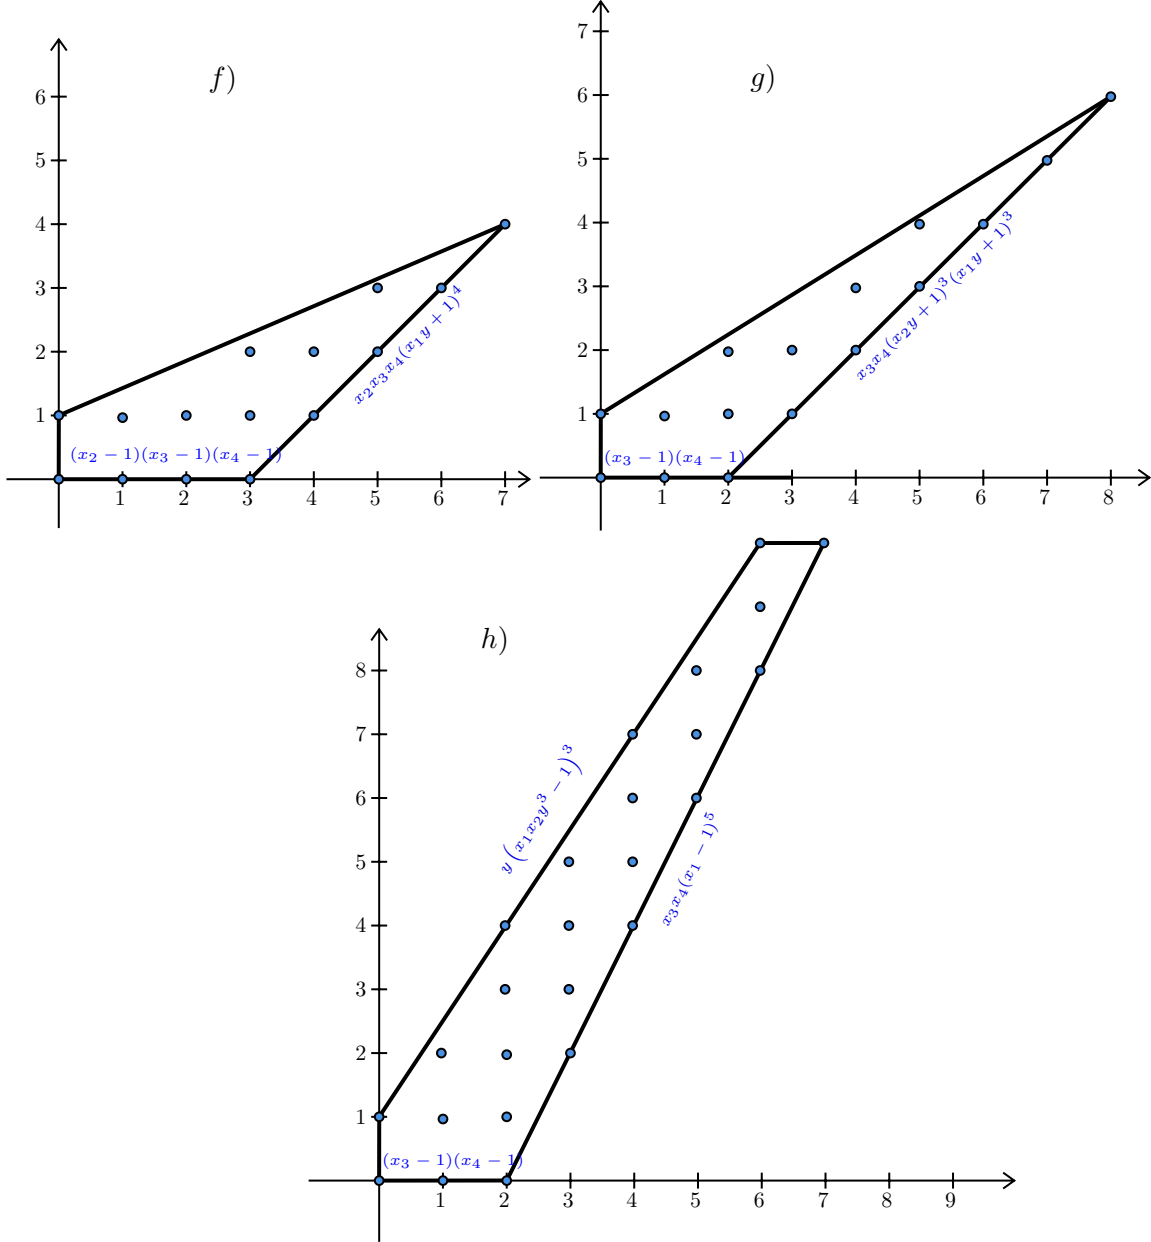 f)
6
5
4
3
2
1
(x₂ − 1)(x₃ − 1)(x₄ − 1)
x₂x₃x₄(x₁y + 1)⁴
1 2 3 4 5 6 7
g)
7
6
5
4
3
2
1
(x₃ − 1)(x₄ − 1)
x₃x₄(x₂y + 1)³(x₁y + 1)³
1 2 3 4 5 6 7 8
h)
8
7
6
5
4
3
2
1
y(x₁x₂y³ − 1)³
x₃x₄(x₁ − 1)⁵
(x₃ − 1)(x₄ − 1)
1 2 3 4 5 6 7 8 9